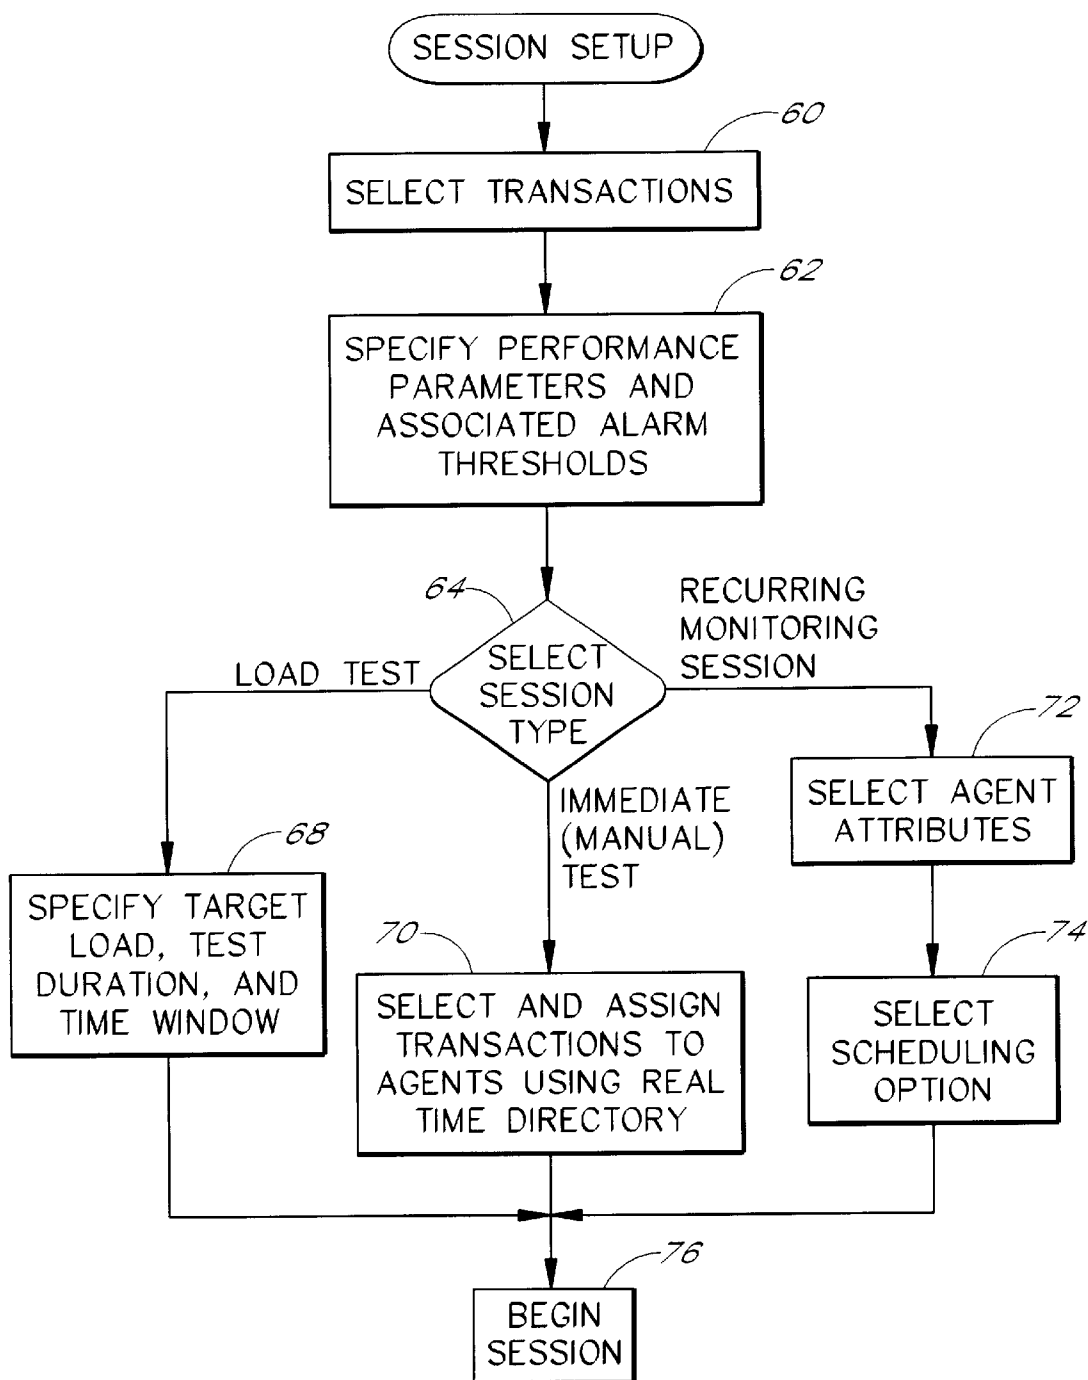 SESSION SETUP
60
SELECT TRANSACTIONS
62
SPECIFY PERFORMANCE
PARAMETERS AND
ASSOCIATED ALARM
THRESHOLDS
64
SELECT
SESSION
TYPE
LOAD TEST
RECURRING
MONITORING
SESSION
IMMEDIATE
(MANUAL)
TEST
68
SPECIFY TARGET
LOAD, TEST
DURATION, AND
TIME WINDOW
70
SELECT AND ASSIGN
TRANSACTIONS TO
AGENTS USING REAL
TIME DIRECTORY
72
SELECT AGENT
ATTRIBUTES
74
SELECT
SCHEDULING
OPTION
76
BEGIN
SESSION